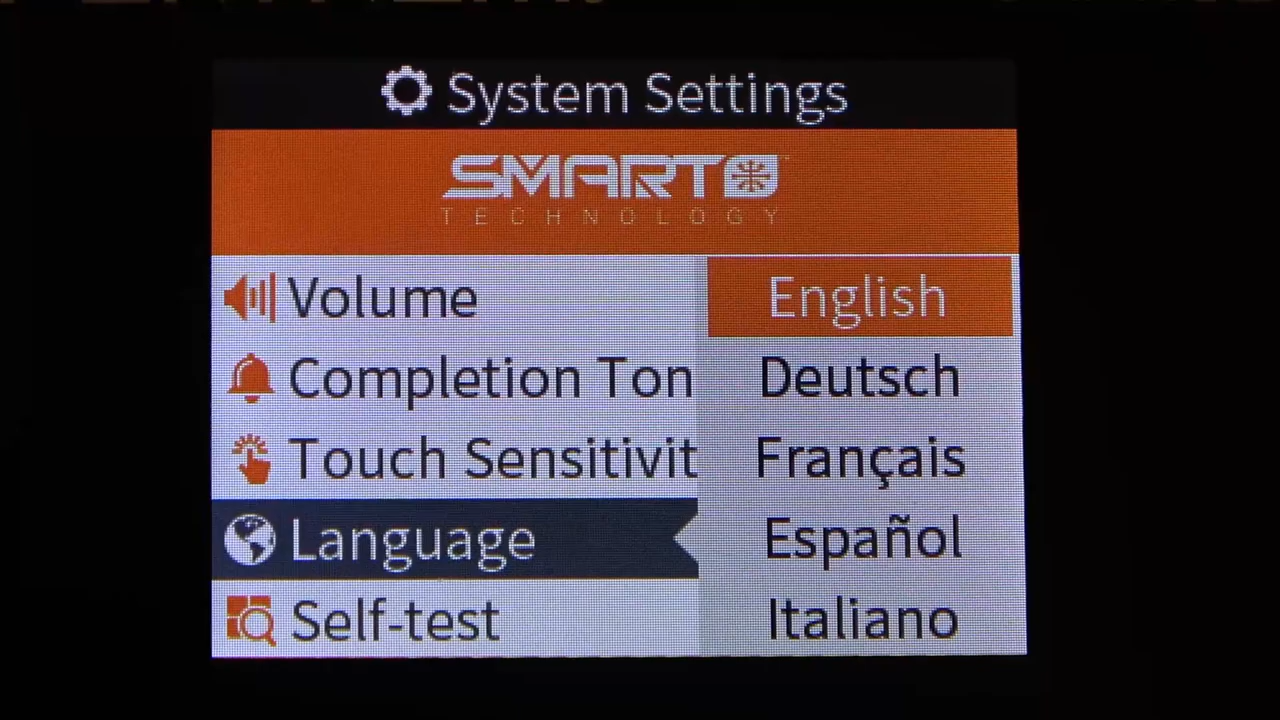 System Settings
SMART
TECHNOLOGY
Volume
Completion Ton
Touch Sensitivit
Language
Self-test
English
Deutsch
Français
Español
Italiano